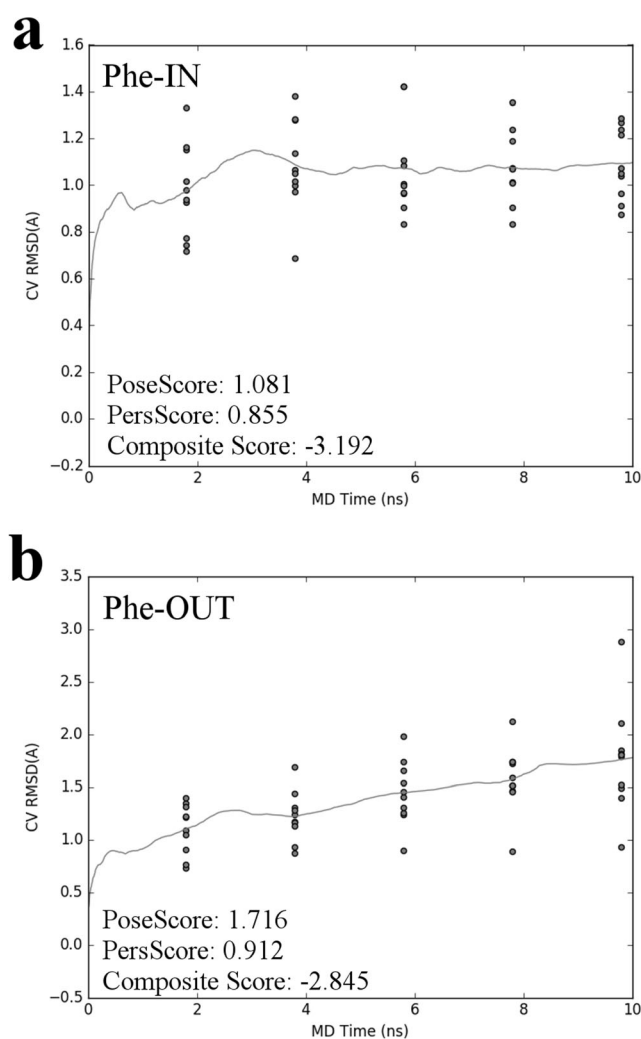 a
Phe-IN
1.6
1.4
1.2
1.0
0.8
0.6
0.4
0.2
0.0
−0.2
CV RMSD(A)
PoseScore: 1.081
PersScore: 0.855
Composite Score: -3.192
0 2 4 6 8 10
MD Time (ns)
b
Phe-OUT
3.5
3.0
2.5
2.0
1.5
1.0
0.5
0.0
−0.5
CV RMSD(A)
PoseScore: 1.716
PersScore: 0.912
Composite Score: -2.845
0 2 4 6 8 10
MD Time (ns)